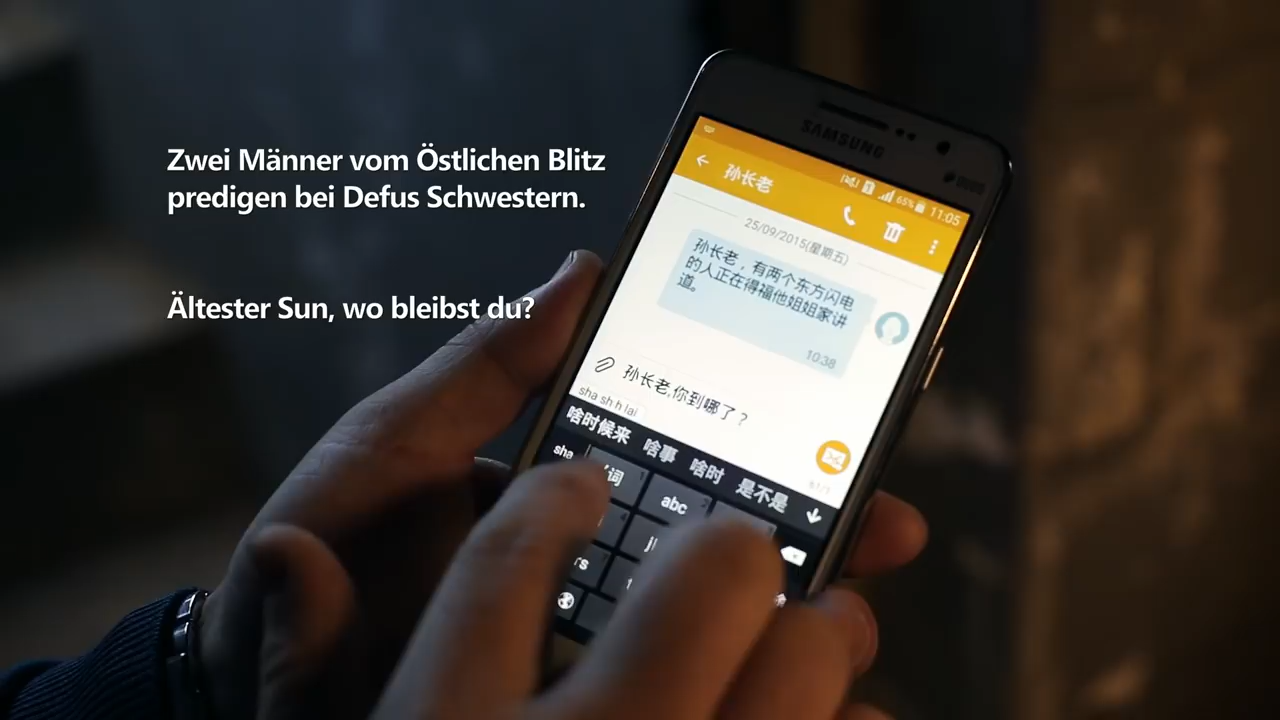 Zwei Männer vom Östlichen Blitz
predigen bei Defus Schwestern.
Ältester Sun, wo bleibst du?
SAMSUNG
65% 11:05
孙长老
25/09/2015(星期五)
孙长老，有两个东方闪电
的人正在得福他姐姐家讲
道。
10:38
孙长老,你到哪了？
sha sh h lai
啥时候来 啥事 啥时 是不是
sha
词
abc